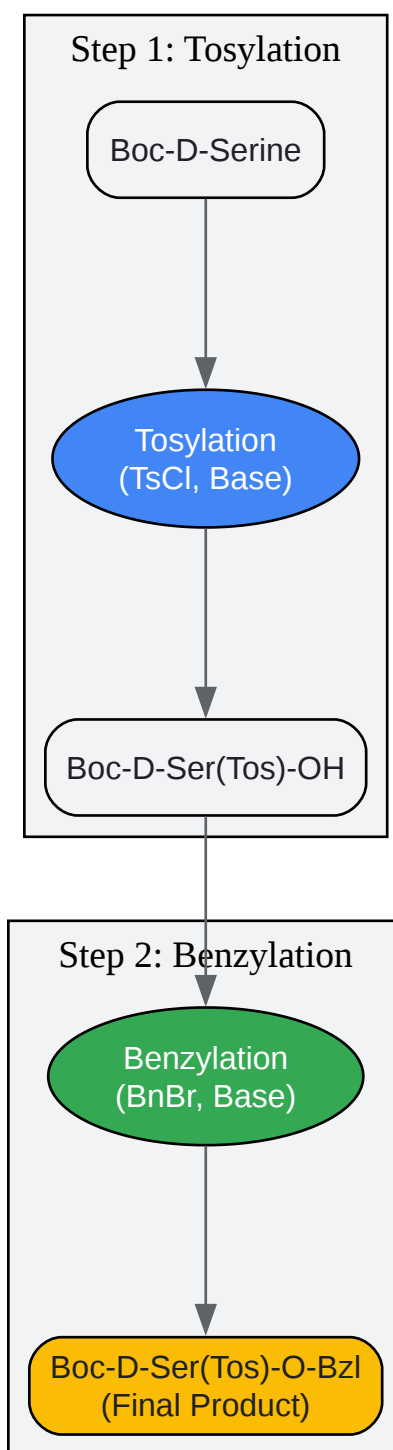 Step 1: Tosylation
Boc-D-Serine
Tosylation
(TsCl, Base)
Boc-D-Ser(Tos)-OH
Step 2: Benzylation
Benzylation
(BnBr, Base)
Boc-D-Ser(Tos)-O-Bzl
(Final Product)